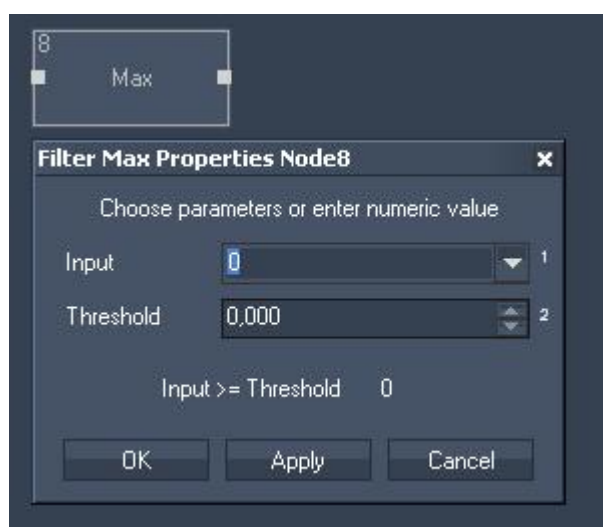 8
Max
Filter Max Properties Node8
Choose parameters or enter numeric value
Input 0 1
Threshold 0,000 2
Input >= Threshold 0
OK Apply Cancel